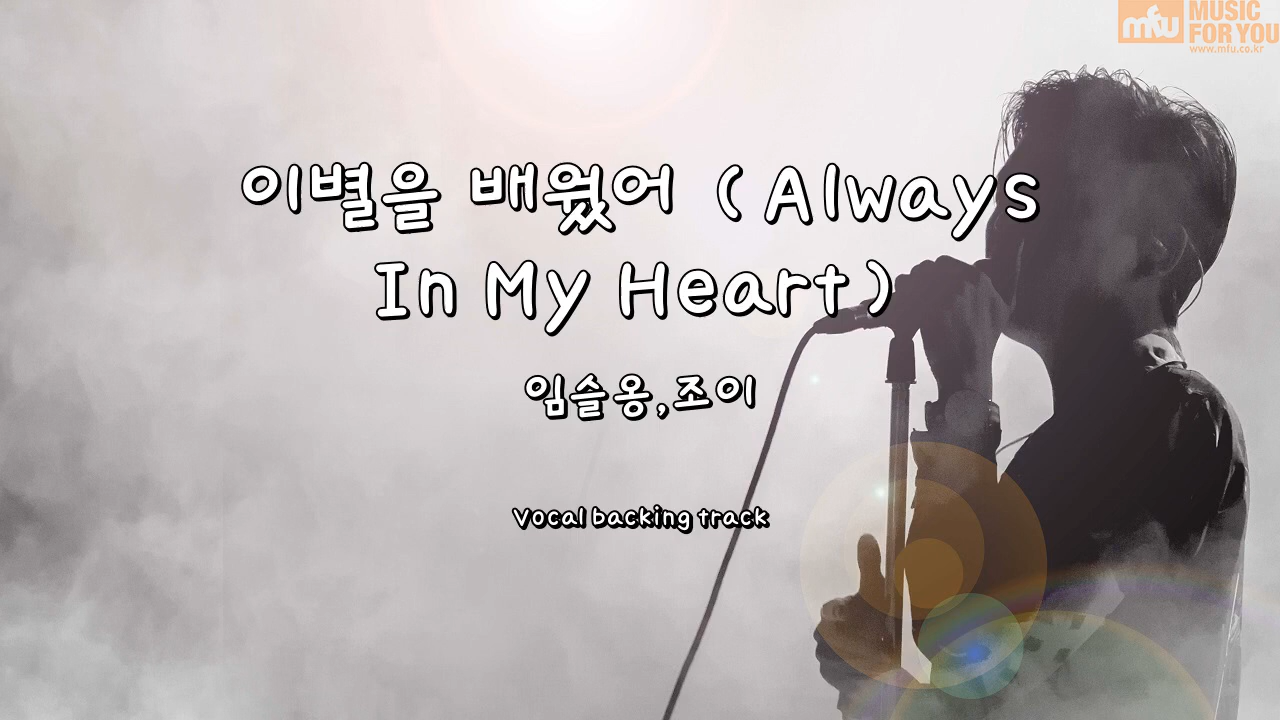 mfu MUSIC
FOR YOU
www.mfu.co.kr
이별을 배웠어 (Always
In My Heart)
임슬옹,조이
Vocal backing track